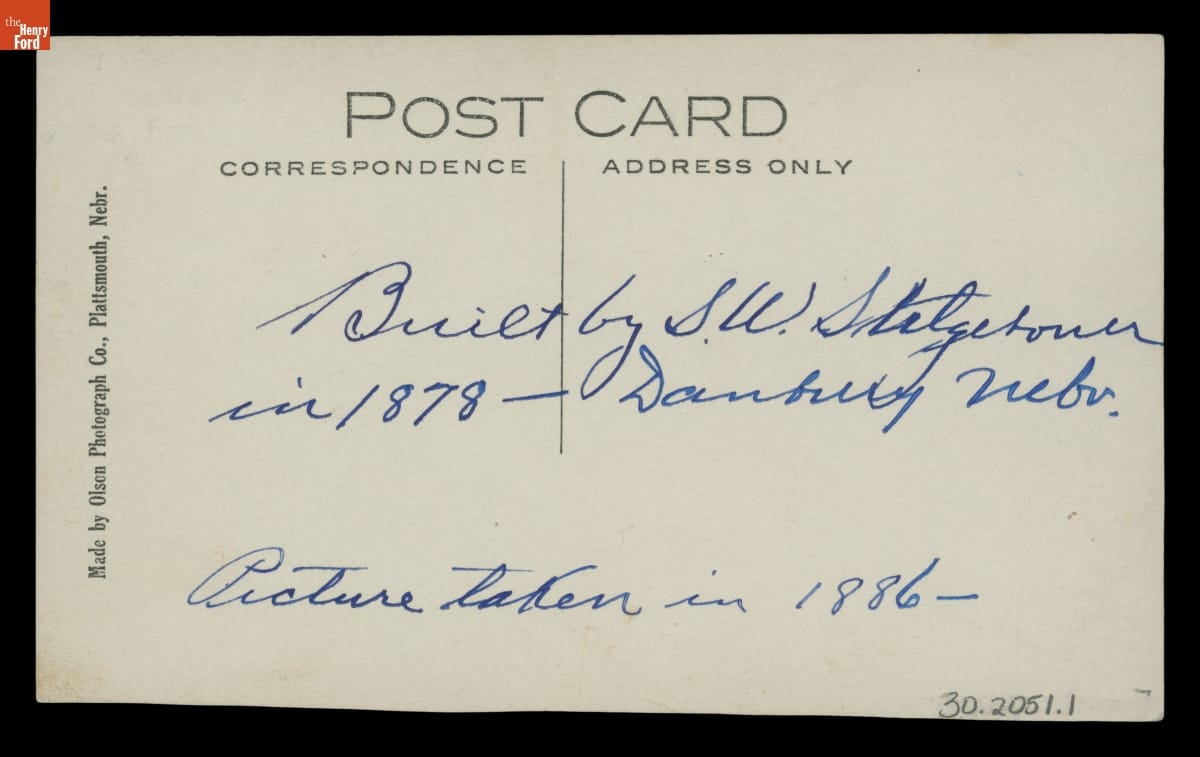 the
Henry
Ford
POST CARD
CORRESPONDENCE
ADDRESS ONLY
Made by Olson Photograph Co., Plattsmouth, Nebr.
Built by S.W.
in 1878 — Danbury Nebr.
Picture taken in 1886 —
30.2051.1